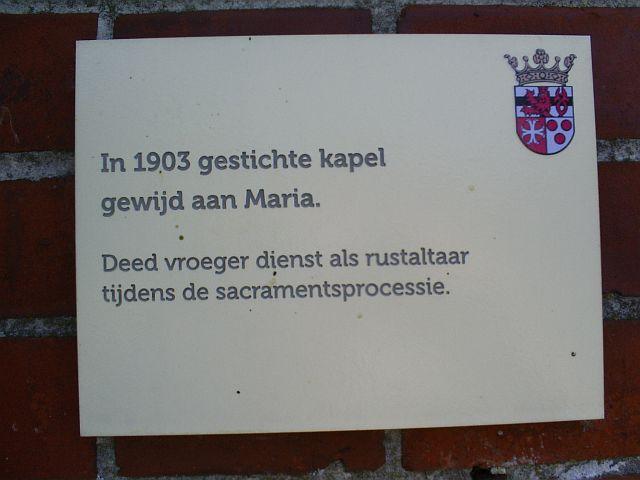 In 1903 gestichte kapel
gewijd aan Maria.
Deed vroeger dienst als rustaltaar
tijdens de sacramentsprocessie.